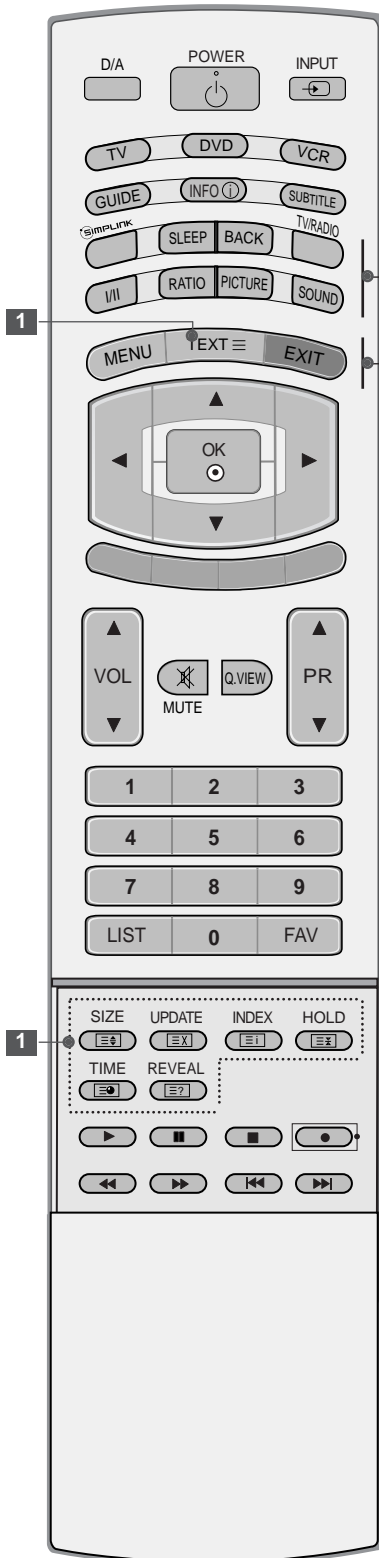 D/A POWER INPUT
TV DVD VCR
GUIDE INFO i SUBTITLE
SIMPLINK SLEEP BACK TV/RADIO
I/II RATIO PICTURE SOUND
1
MENU TEXT EXIT
OK
VOL MUTE Q.VIEW PR
1 2 3
4 5 6
7 8 9
LIST 0 FAV
SIZE UPDATE INDEX HOLD
X i
1
TIME REVEAL
?